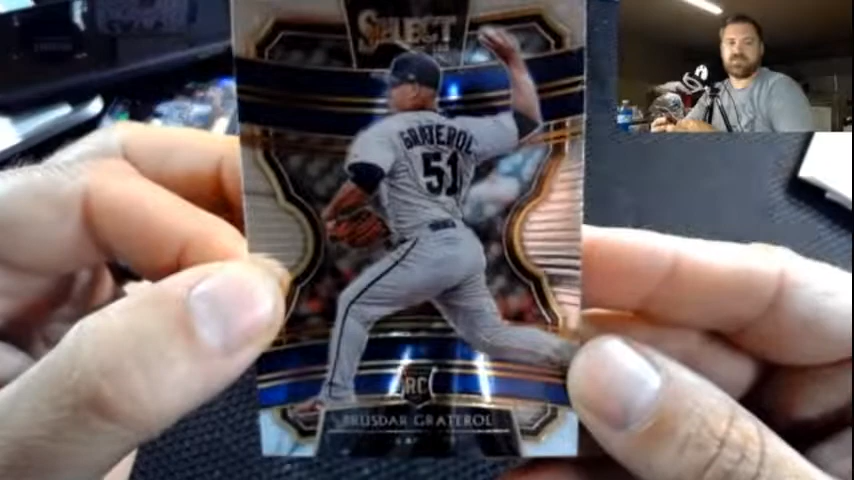 SELECT
GRATEROL
51
RC
BRUSDAR GRATEROL